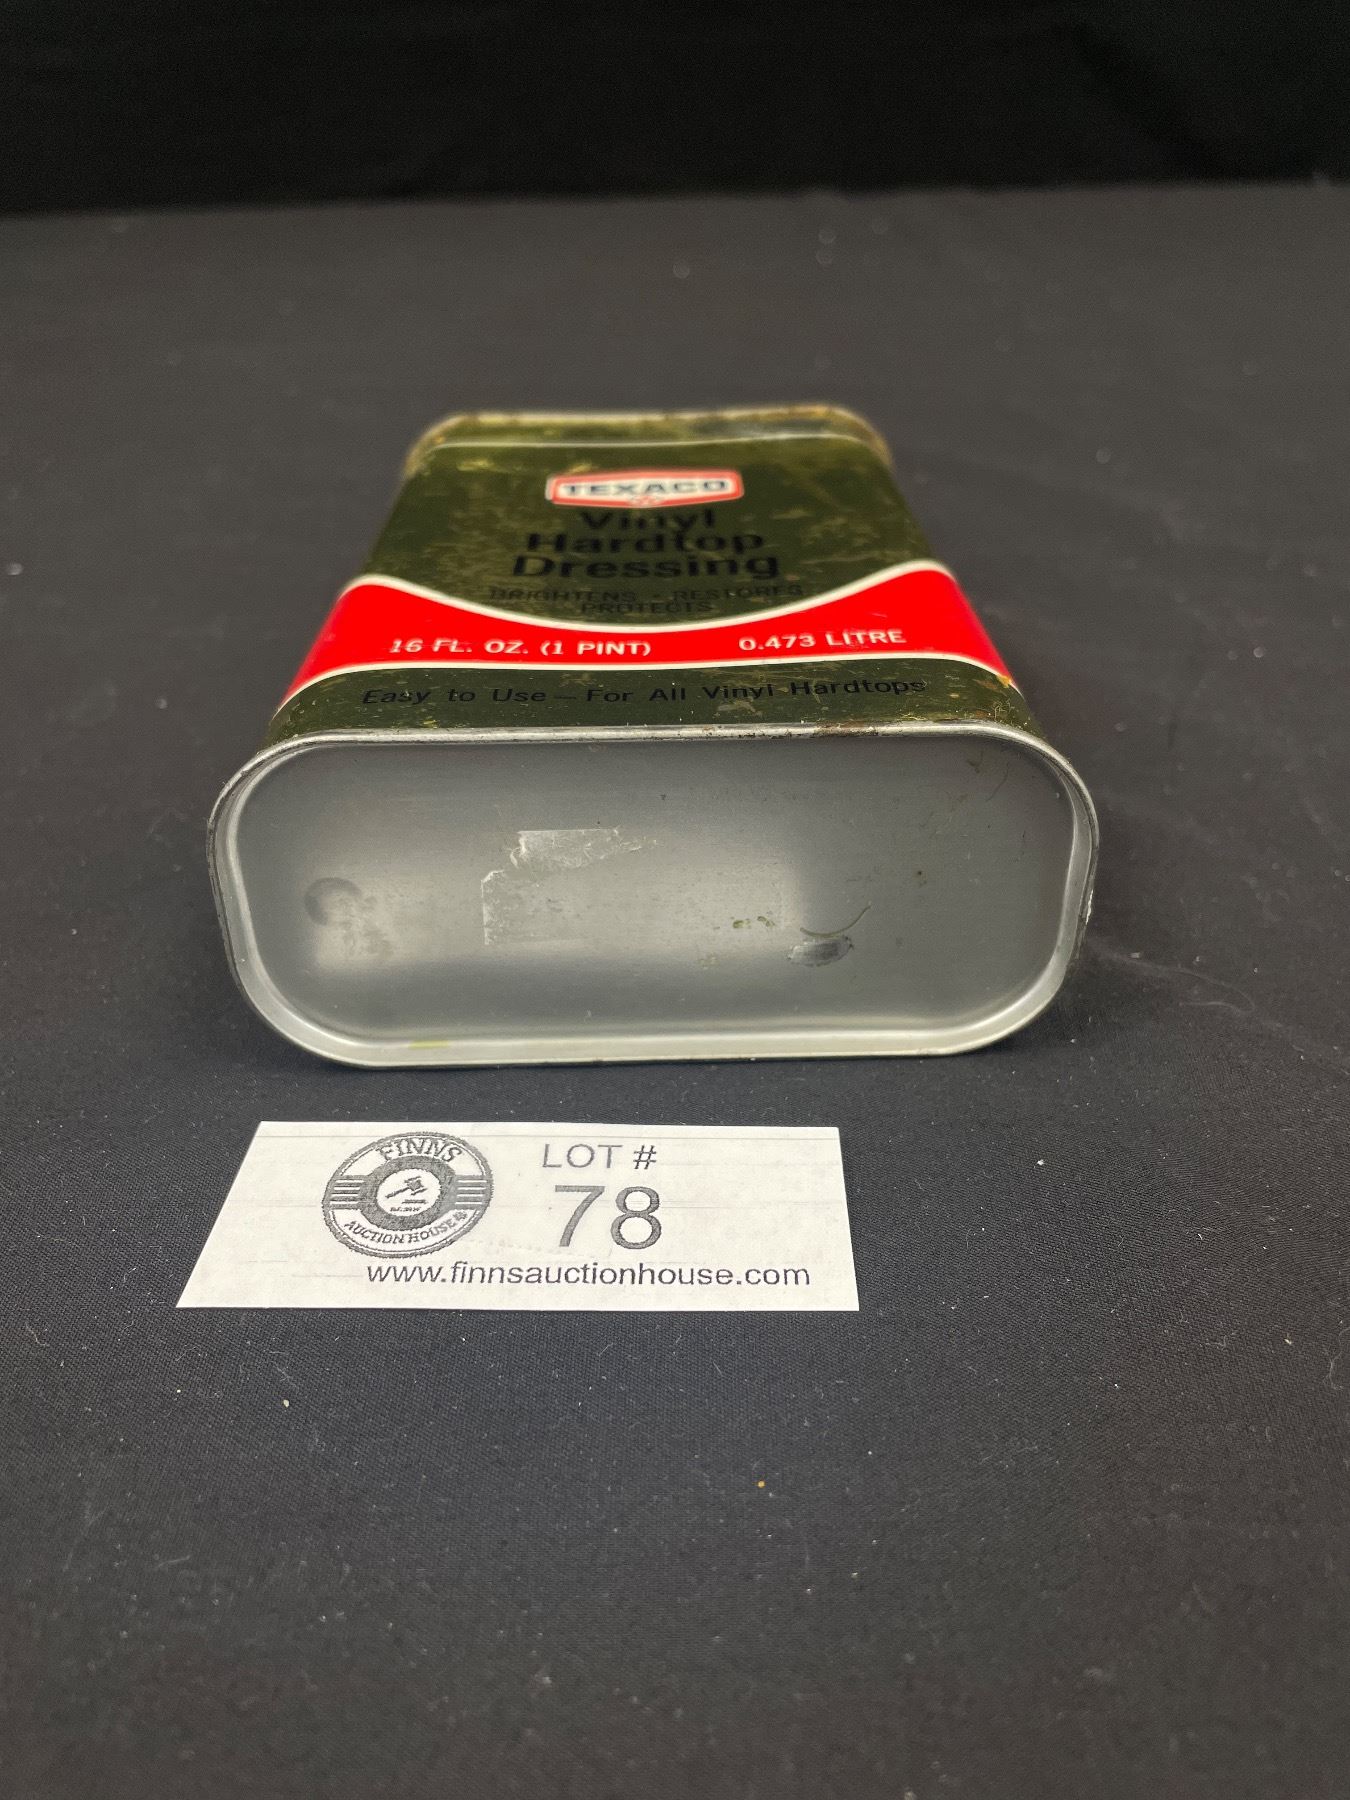 TEXACO
Vinyl
Hardtop
Dressing
BRIGHTENS - RESTORES
PROTECTS
16 FL. OZ. (1 PINT) 0.473 LITRE
Easy to Use — For All Vinyl Hardtops
FINNS
AUCTION HOUSE
LOT #
78
www.finnsauctionhouse.com